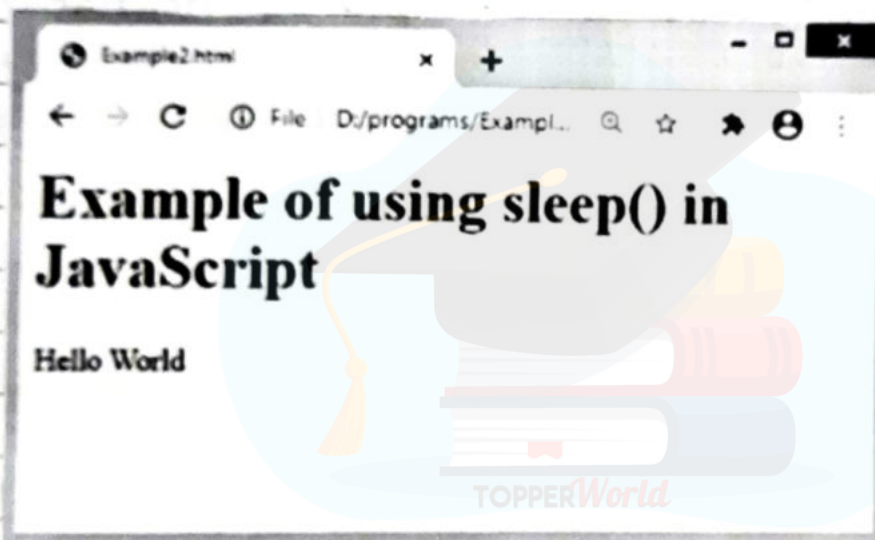 Example2.html
File D:/programs/Exampl...
Example of using sleep() in
JavaScript
Hello World
TOPPERWorld